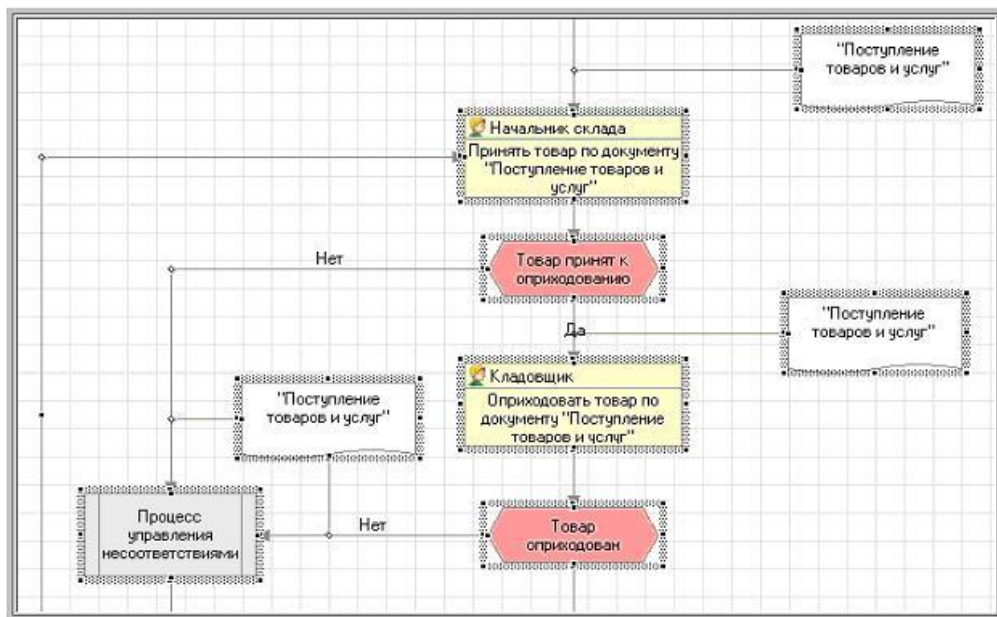 "Поступление
товаров и услуг"
Начальник склада
Принять товар по документу
"Поступление товаров и
услуг"
Нет
Товар принят к
оприходованию
"Поступление
товаров и услуг"
Да
Кладовщик
Оприходовать товар по
документу "Поступление
товаров и услуг"
"Поступление
товаров и услуг"
Процесс
управления
несоответствиями
Нет
Товар
оприходован